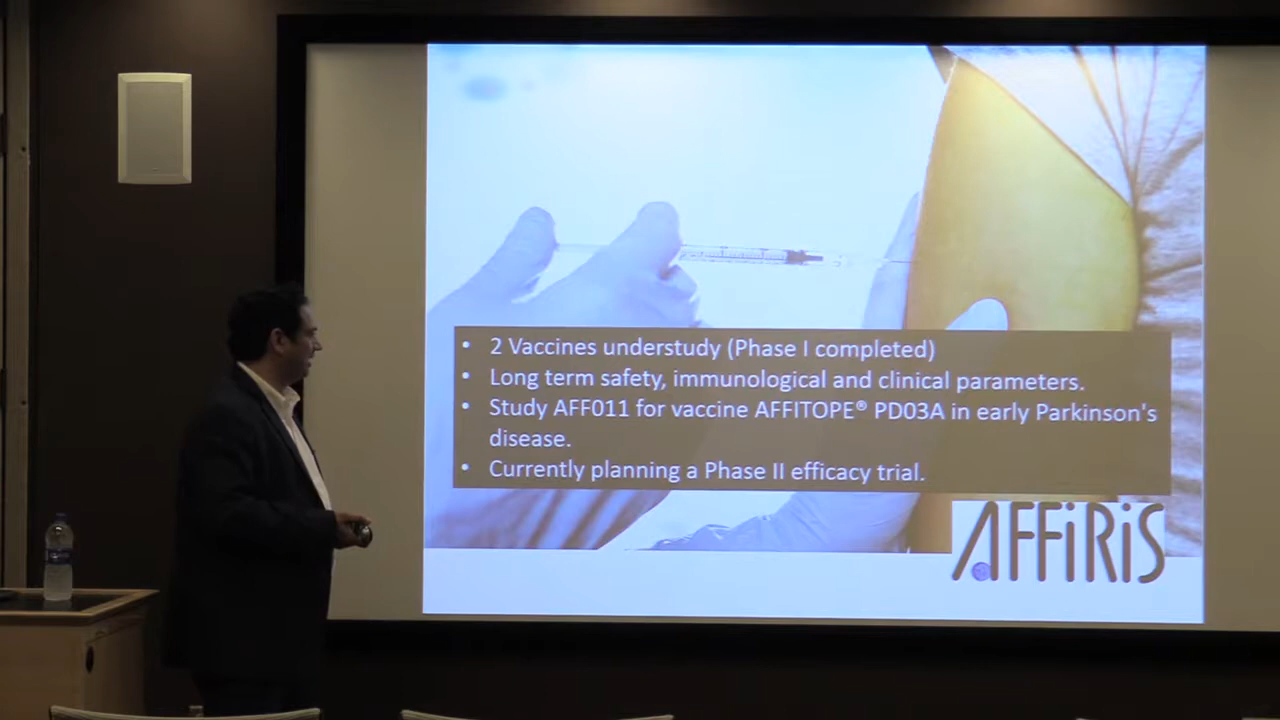 • 2 Vaccines understudy (Phase I completed)
• Long term safety, immunological and clinical parameters.
• Study AFF011 for vaccine AFFITOPE® PD03A in early Parkinson's
disease.
• Currently planning a Phase II efficacy trial.
AFFiRiS